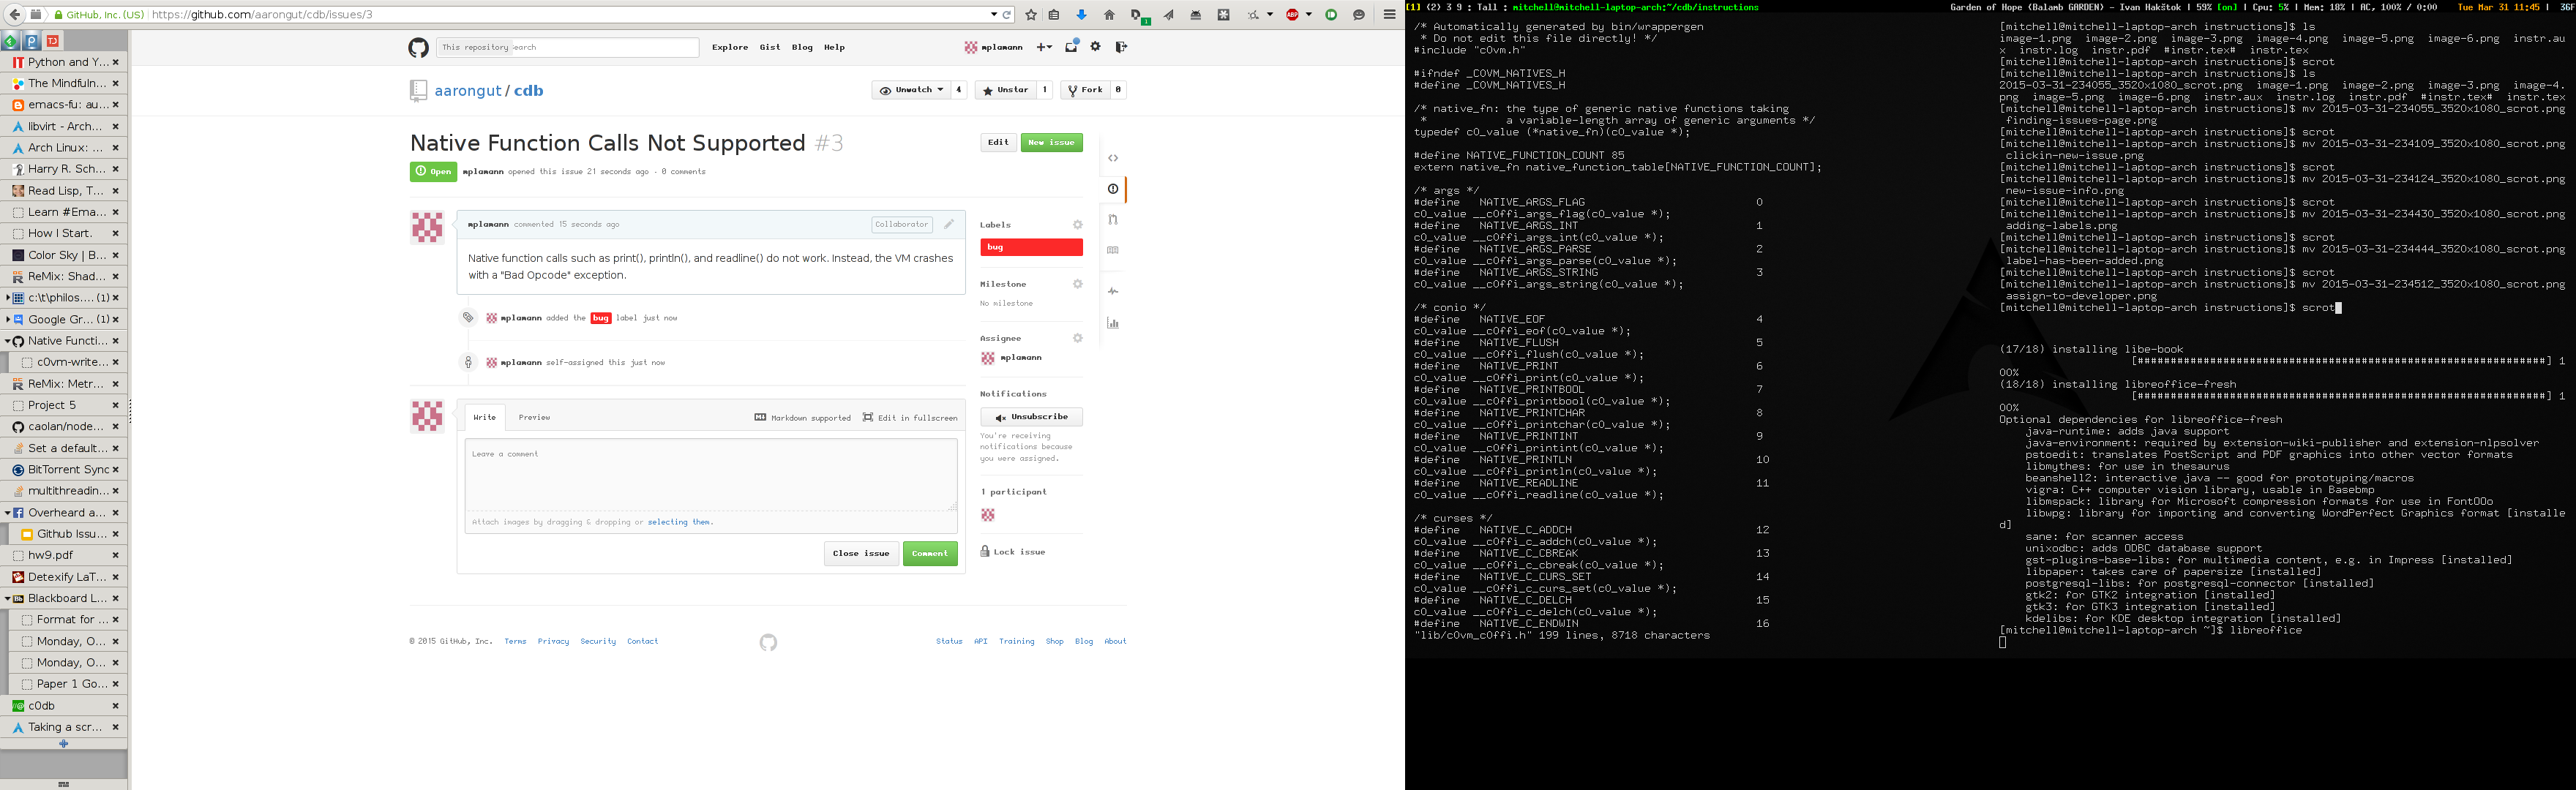 GitHub, Inc. (US) https://github.com/aarongut/cdb/issues/3
Python and Y...
The Mindfuln...
emacs-fu: au...
libvirt - Arch...
Arch Linux: ...
Harry R. Sch...
Read Lisp, T...
Learn #Ema...
How I Start.
Color Sky | B...
ReMix: Shad...
c:\t\philos.... (1)
Google Gr... (1)
Native Functi...
c0vm-write...
ReMix: Metr...
Project 5
caolan/node...
Set a default...
BitTorrent Sync
multithreadin...
Overheard a...
Github Issu...
hw9.pdf
Detexify LaT...
Blackboard L...
Format for ...
Monday, O...
Monday, O...
Paper 1 Go...
c0db
Taking a scr...
This repository Search Explore Gist Blog Help mplamann
aarongut / cdb Unwatch 4 Unstar 1 Fork 0
Native Function Calls Not Supported #3 Edit New issue
Open mplamann opened this issue 21 seconds ago · 0 comments
mplamann commented 15 seconds ago Collaborator
Native function calls such as print(), println(), and readline() do not work. Instead, the VM crashes
with a "Bad Opcode" exception.
mplamann added the bug label just now
mplamann self-assigned this just now
Write Preview Markdown supported Edit in fullscreen
Leave a comment
Attach images by dragging & dropping or selecting them.
Close issue Comment
Labels
bug
Milestone
No milestone
Assignee
mplamann
Notifications
Unsubscribe
You're receiving
notifications because
you were assigned.
1 participant
Lock issue
© 2015 GitHub, Inc. Terms Privacy Security Contact Status API Training Shop Blog About
[1] (2) 3 9 : Tall : mitchell@mitchell-laptop-arch:~/cdb/instructions Garden of Hope (Balamb GARDEN) - Ivan Hakštok | 59% [on] | Cpu: 5% | Mem: 18% | AC, 100% / 0:00 Tue Mar 31 11:45 | 36F
/* Automatically generated by bin/wrappergen
* Do not edit this file directly! */
#include "c0vm.h"
#ifndef _C0VM_NATIVES_H
#define _C0VM_NATIVES_H
/* native_fn: the type of generic native functions taking
* a variable-length array of generic arguments */
typedef c0_value (*native_fn)(c0_value *);
#define NATIVE_FUNCTION_COUNT 85
extern native_fn native_function_table[NATIVE_FUNCTION_COUNT];
/* args */
#define NATIVE_ARGS_FLAG 0
c0_value __c0ffi_args_flag(c0_value *);
#define NATIVE_ARGS_INT 1
c0_value __c0ffi_args_int(c0_value *);
#define NATIVE_ARGS_PARSE 2
c0_value __c0ffi_args_parse(c0_value *);
#define NATIVE_ARGS_STRING 3
c0_value __c0ffi_args_string(c0_value *);
/* conio */
#define NATIVE_EOF 4
c0_value __c0ffi_eof(c0_value *);
#define NATIVE_FLUSH 5
c0_value __c0ffi_flush(c0_value *);
#define NATIVE_PRINT 6
c0_value __c0ffi_print(c0_value *);
#define NATIVE_PRINTBOOL 7
c0_value __c0ffi_printbool(c0_value *);
#define NATIVE_PRINTCHAR 8
c0_value __c0ffi_printchar(c0_value *);
#define NATIVE_PRINTINT 9
c0_value __c0ffi_printint(c0_value *);
#define NATIVE_PRINTLN 10
c0_value __c0ffi_println(c0_value *);
#define NATIVE_READLINE 11
c0_value __c0ffi_readline(c0_value *);
/* curses */
#define NATIVE_C_ADDCH 12
c0_value __c0ffi_c_addch(c0_value *);
#define NATIVE_C_CBREAK 13
c0_value __c0ffi_c_cbreak(c0_value *);
#define NATIVE_C_CURS_SET 14
c0_value __c0ffi_c_curs_set(c0_value *);
#define NATIVE_C_DELCH 15
c0_value __c0ffi_c_delch(c0_value *);
#define NATIVE_C_ENDWIN 16
"lib/c0vm_c0ffi.h" 199 lines, 8718 characters
[mitchell@mitchell-laptop-arch instructions]$ ls
image-1.png image-2.png image-3.png image-4.png image-5.png image-6.png instr.au
x instr.log instr.pdf #instr.tex# instr.tex
[mitchell@mitchell-laptop-arch instructions]$ scrot
[mitchell@mitchell-laptop-arch instructions]$ ls
2015-03-31-234055_3520x1080_scrot.png image-1.png image-2.png image-3.png image-4.
png image-5.png image-6.png instr.aux instr.log instr.pdf #instr.tex# instr.tex
[mitchell@mitchell-laptop-arch instructions]$ mv 2015-03-31-234055_3520x1080_scrot.png
finding-issues-page.png
[mitchell@mitchell-laptop-arch instructions]$ scrot
[mitchell@mitchell-laptop-arch instructions]$ mv 2015-03-31-234109_3520x1080_scrot.png
clickin-new-issue.png
[mitchell@mitchell-laptop-arch instructions]$ scrot
[mitchell@mitchell-laptop-arch instructions]$ mv 2015-03-31-234124_3520x1080_scrot.png
new-issue-info.png
[mitchell@mitchell-laptop-arch instructions]$ scrot
[mitchell@mitchell-laptop-arch instructions]$ mv 2015-03-31-234430_3520x1080_scrot.png
adding-labels.png
[mitchell@mitchell-laptop-arch instructions]$ scrot
[mitchell@mitchell-laptop-arch instructions]$ mv 2015-03-31-234444_3520x1080_scrot.png
label-has-been-added.png
[mitchell@mitchell-laptop-arch instructions]$ scrot
[mitchell@mitchell-laptop-arch instructions]$ mv 2015-03-31-234512_3520x1080_scrot.png
assign-to-developer.png
[mitchell@mitchell-laptop-arch instructions]$ scrot
(17/18) installing libe-book
[##############################################################] 1
00%
(18/18) installing libreoffice-fresh
[##############################################################] 1
00%
Optional dependencies for libreoffice-fresh
java-runtime: adds java support
java-environment: required by extension-wiki-publisher and extension-nlpsolver
pstoedit: translates PostScript and PDF graphics into other vector formats
libmythes: for use in thesaurus
beanshell2: interactive java -- good for prototyping/macros
vigra: C++ computer vision library, usable in Basebmp
libmspack: library for Microsoft compression formats for use in FontOOo
libwpg: library for importing and converting WordPerfect Graphics format [installe
d]
sane: for scanner access
unixodbc: adds ODBC database support
gst-plugins-base-libs: for multimedia content, e.g. in Impress [installed]
libpaper: takes care of papersize [installed]
postgresql-libs: for postgresql-connector [installed]
gtk2: for GTK2 integration [installed]
gtk3: for GTK3 integration [installed]
kdelibs: for KDE desktop integration [installed]
[mitchell@mitchell-laptop-arch ~]$ libreoffice